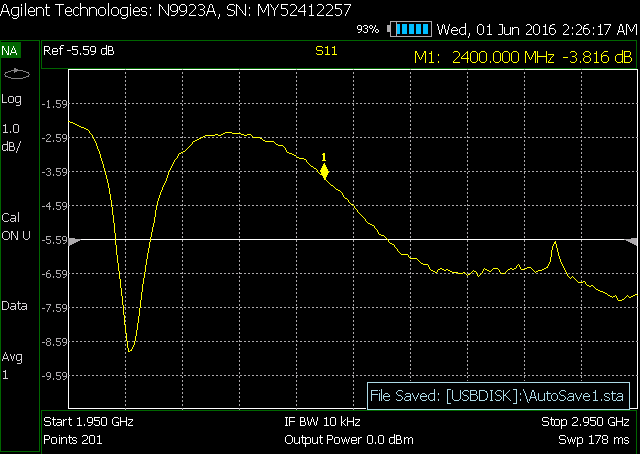 Agilent Technologies: N9923A, SN: MY52412257
93% Wed, 01 Jun 2016 2:26:17 AM
NA Ref -5.59 dB S11 M1: 2400.000 MHz -3.816 dB
Log
1.0
dB/
Cal
ON U
Data
Avg
1
-1.59
-2.59
-3.59
-4.59
-5.59
-6.59
-7.59
-8.59
-9.59
1
File Saved: [USBDISK]:\AutoSave1.sta
Start 1.950 GHz IF BW 10 kHz Stop 2.950 GHz
Points 201 Output Power 0.0 dBm Swp 178 ms